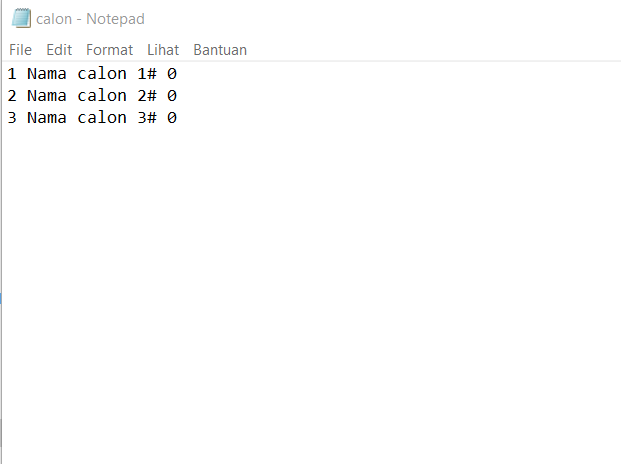 calon - Notepad
File Edit Format Lihat Bantuan
1 Nama calon 1# 0
2 Nama calon 2# 0
3 Nama calon 3# 0